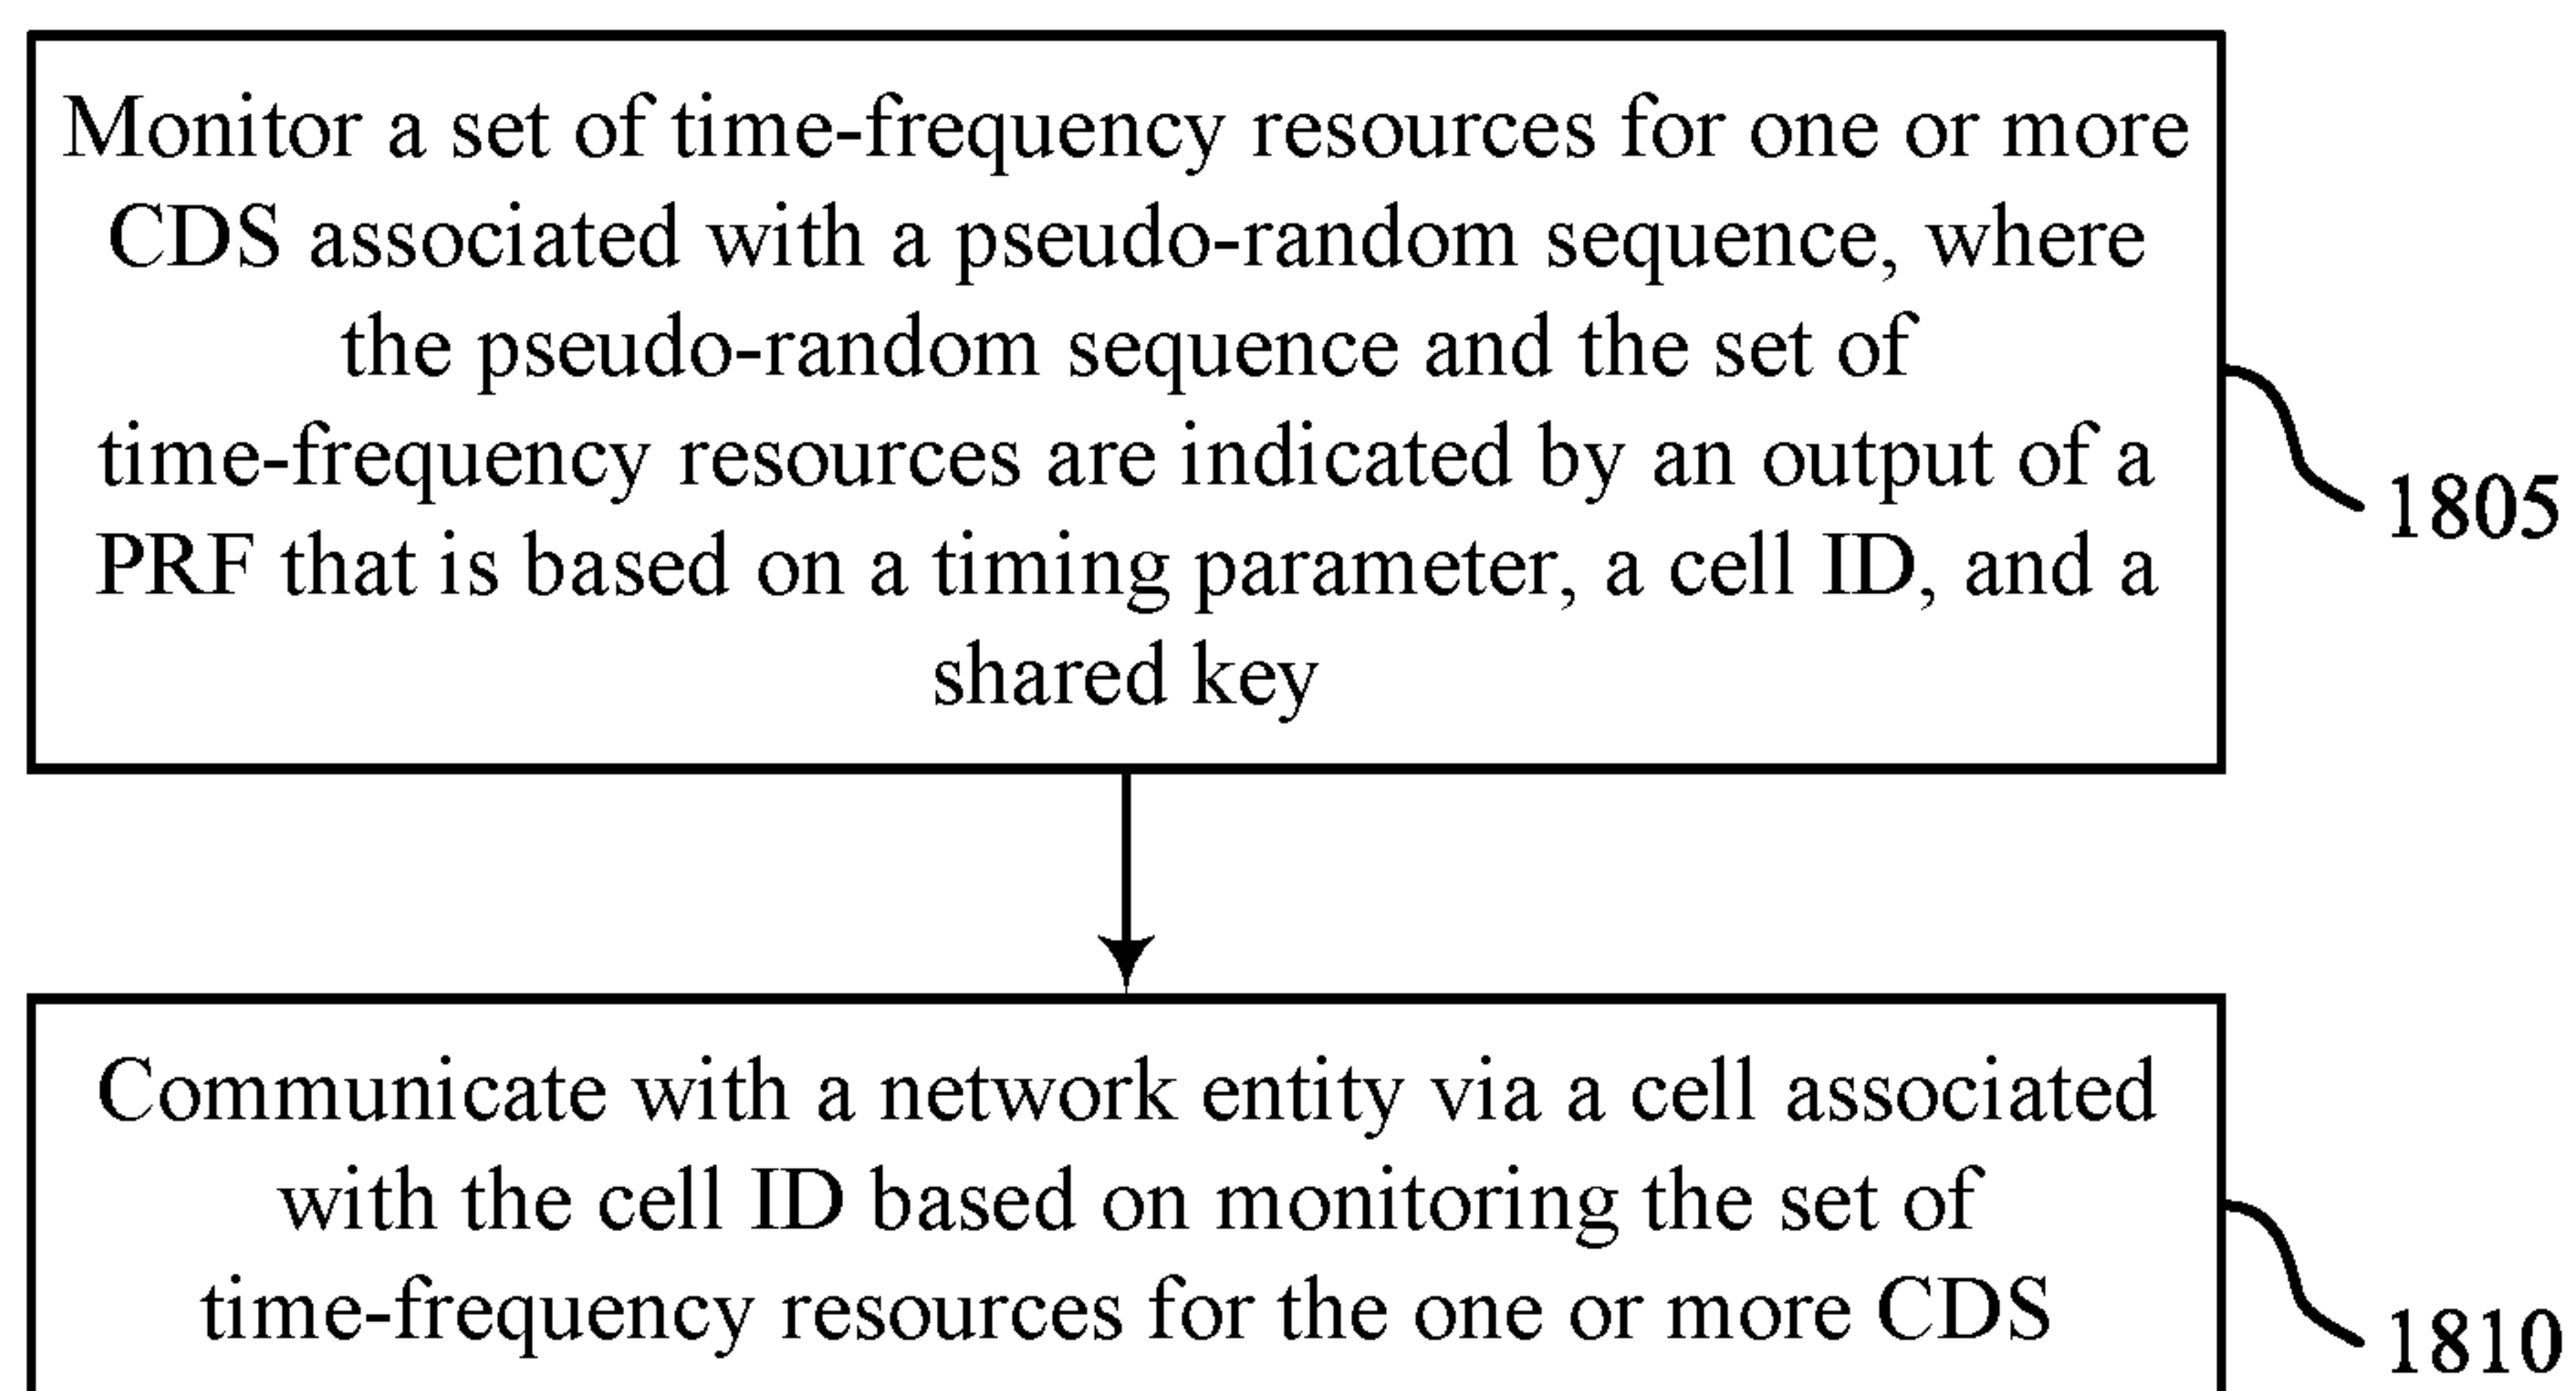 Monitor a set of time-frequency resources for one or more
CDS associated with a pseudo-random sequence, where
the pseudo-random sequence and the set of
time-frequency resources are indicated by an output of a
PRF that is based on a timing parameter, a cell ID, and a
shared key
1805
Communicate with a network entity via a cell associated
with the cell ID based on monitoring the set of
time-frequency resources for the one or more CDS
1810